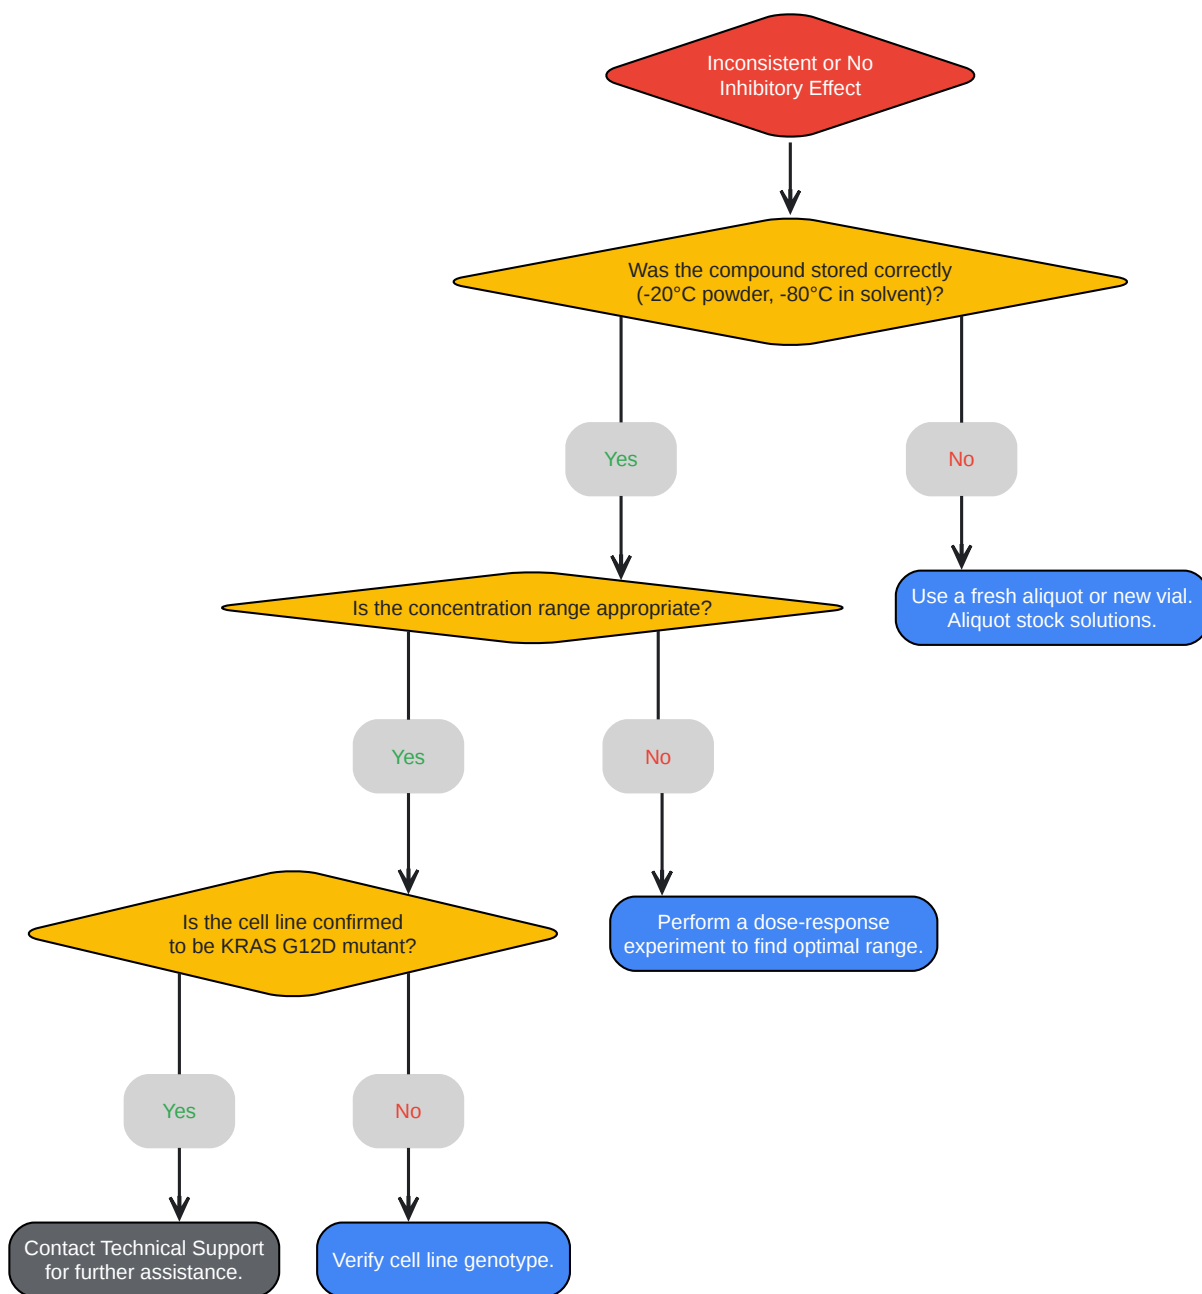 Inconsistent or No
Inhibitory Effect
Was the compound stored correctly
(-20°C powder, -80°C in solvent)?
Yes
No
Use a fresh aliquot or new vial.
Aliquot stock solutions.
Is the concentration range appropriate?
Yes
No
Perform a dose-response
experiment to find optimal range.
Is the cell line confirmed
to be KRAS G12D mutant?
Yes
No
Contact Technical Support
for further assistance.
Verify cell line genotype.